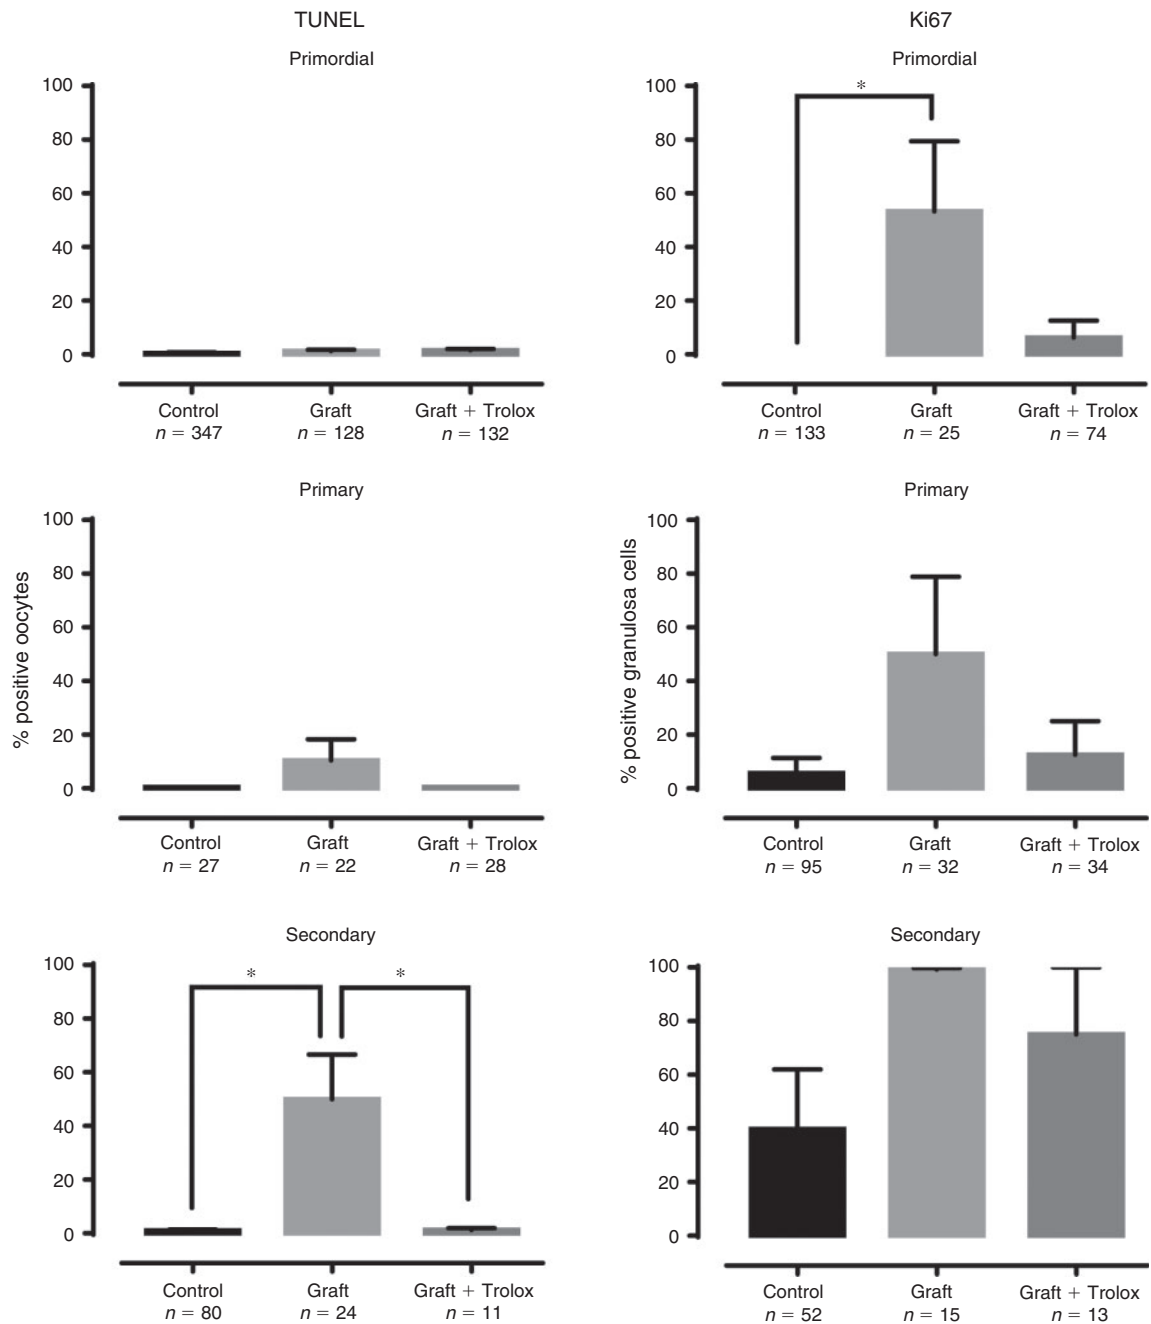 TUNEL
Primordial
100
80
60
40
20
0
Control
n = 347
Graft
n = 128
Graft + Trolox
n = 132
Ki67
Primordial
*
100
80
60
40
20
0
Control
n = 133
Graft
n = 25
Graft + Trolox
n = 74
% positive oocytes
Primary
100
80
60
40
20
0
Control
n = 27
Graft
n = 22
Graft + Trolox
n = 28
% positive granulosa cells
Primary
100
80
60
40
20
0
Control
n = 95
Graft
n = 32
Graft + Trolox
n = 34
Secondary
* *
100
80
60
40
20
0
Control
n = 80
Graft
n = 24
Graft + Trolox
n = 11
Secondary
100
80
60
40
20
0
Control
n = 52
Graft
n = 15
Graft + Trolox
n = 13